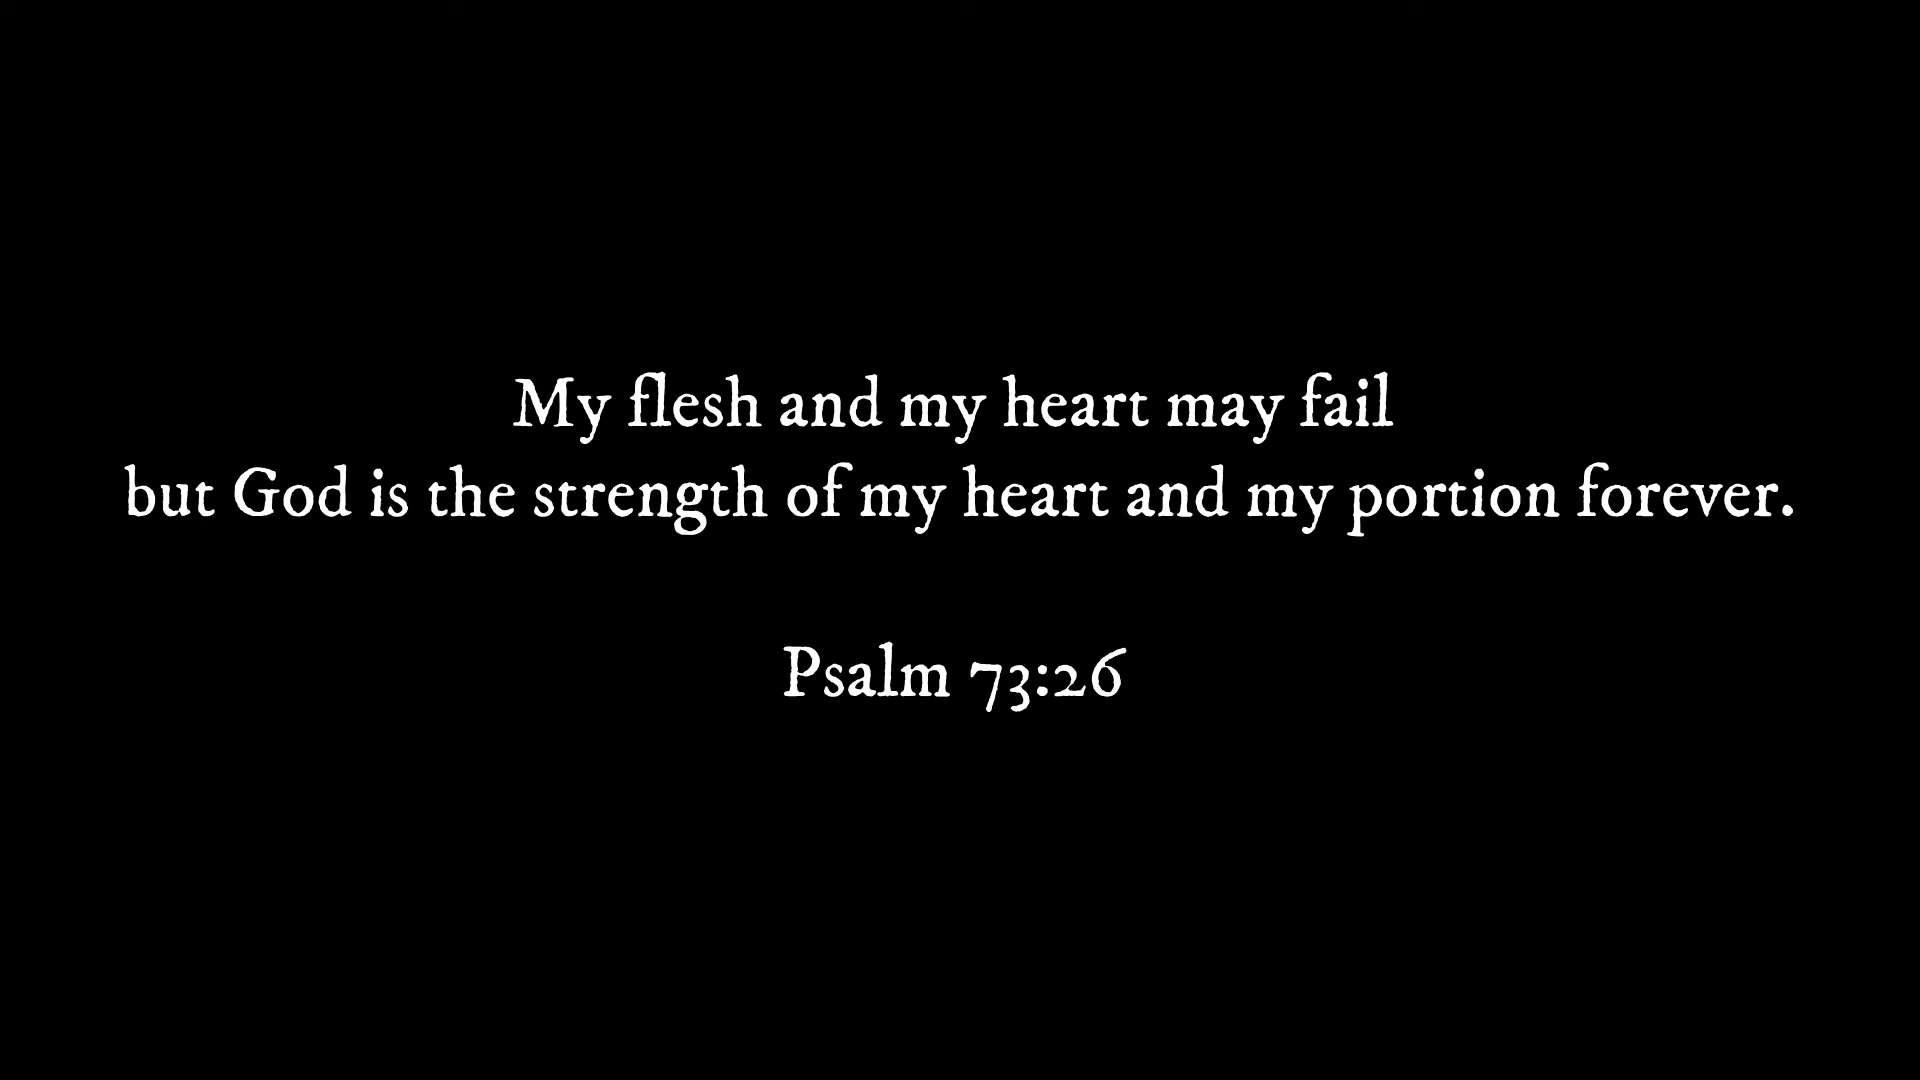 My flesh and my heart may fail
but God is the strength of my heart and my portion forever.
Psalm 73:26